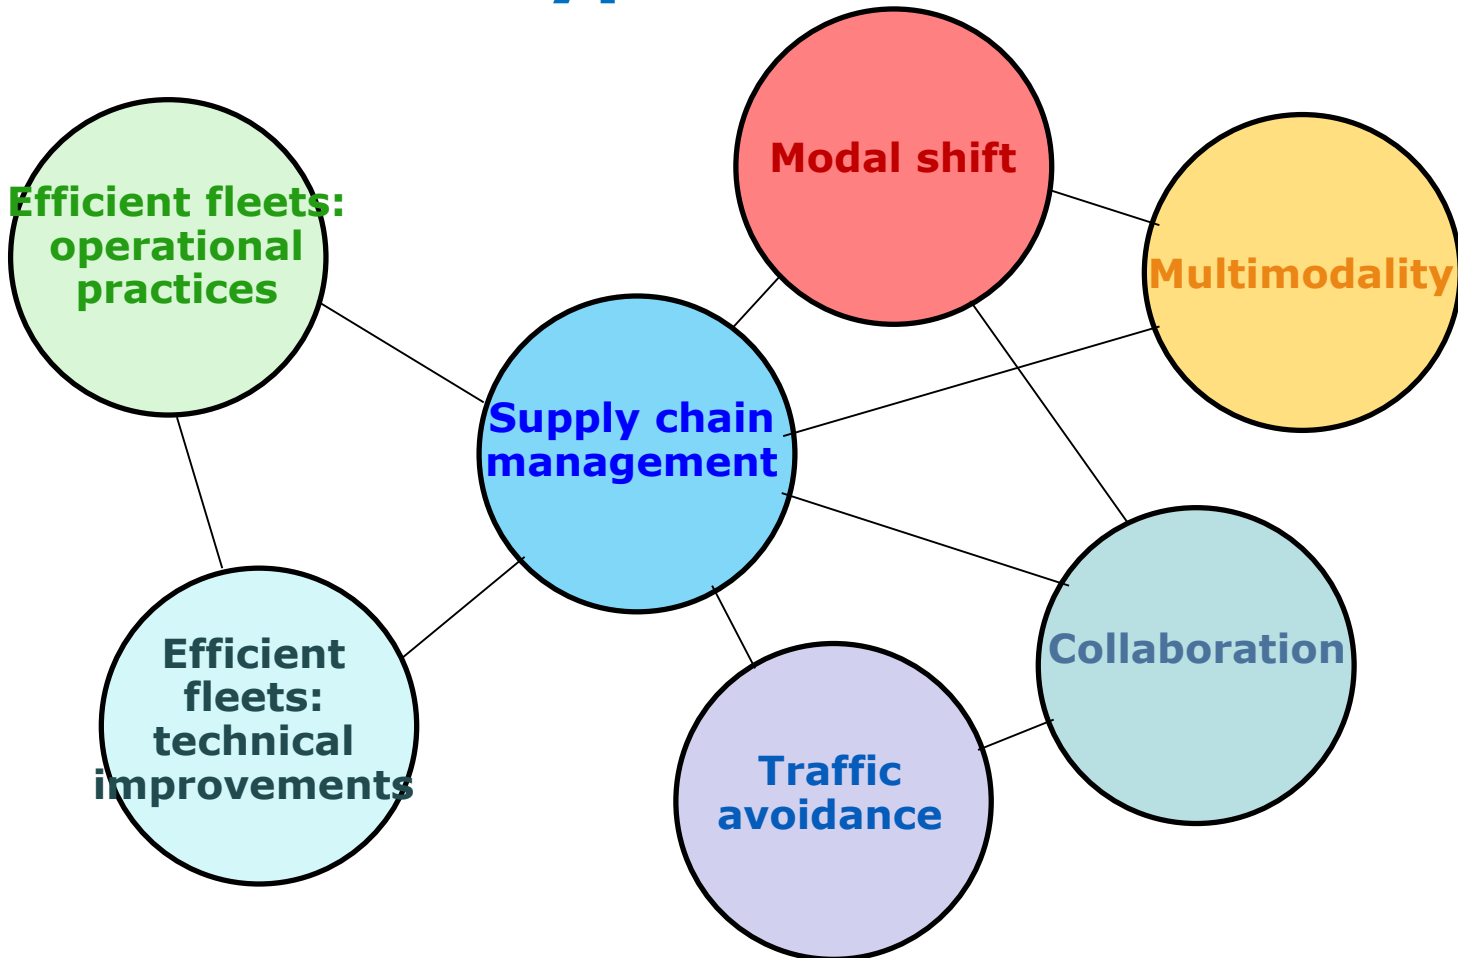 Modal shift
Efficient fleets:
operational
practices
Multimodality
Supply chain
management
Efficient
fleets:
technical
improvements
Collaboration
Traffic
avoidance